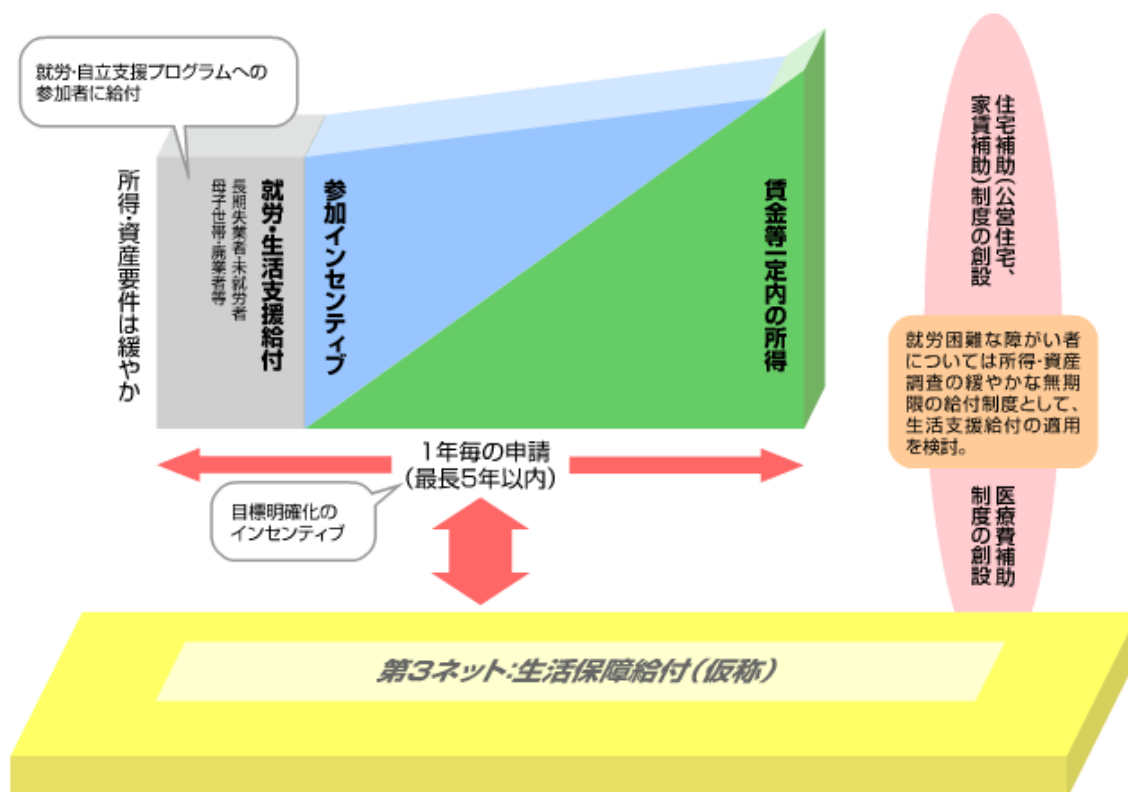 就労・自立支援プログラムへの
参加者に給付
所得・資産要件は緩やか
就労・生活支援給付
長期失業者・未就労者
母子世帯・廃業者等
参加インセンティブ
賃金等一定内の所得
1年毎の申請
(最長5年以内)
目標明確化の
インセンティブ
住宅補助(公営住宅、
家賃補助)制度の創設
就労困難な障がい者
については所得・資産
調査の緩やかな無期
限の給付制度として、
生活支援給付の適用
を検討。
医療費補助
制度の創設
第3ネット:生活保障給付(仮称)